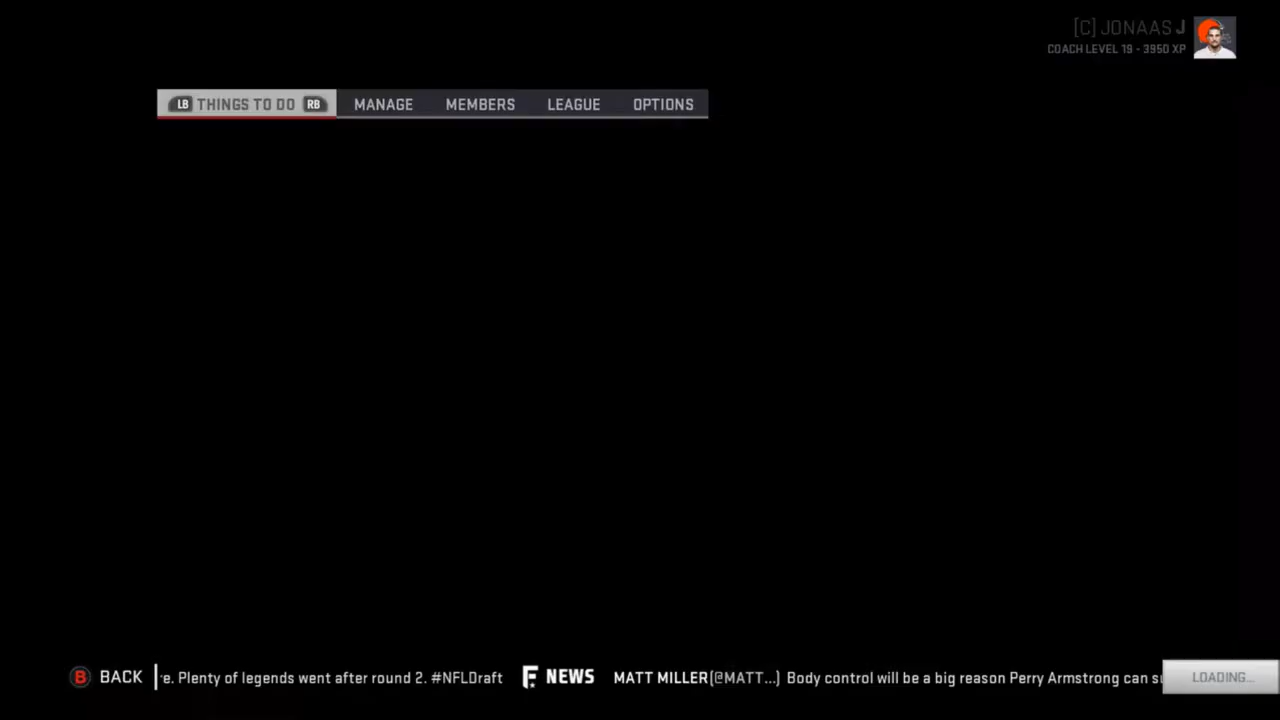 [C] JONAAS J
COACH LEVEL 19 - 3950 XP
LB THINGS TO DO RB MANAGE MEMBERS LEAGUE OPTIONS
B BACK e. Plenty of legends went after round 2. #NFLDraft F NEWS MATT MILLER(@MATT...) Body control will be a big reason Perry Armstrong can LOADING...